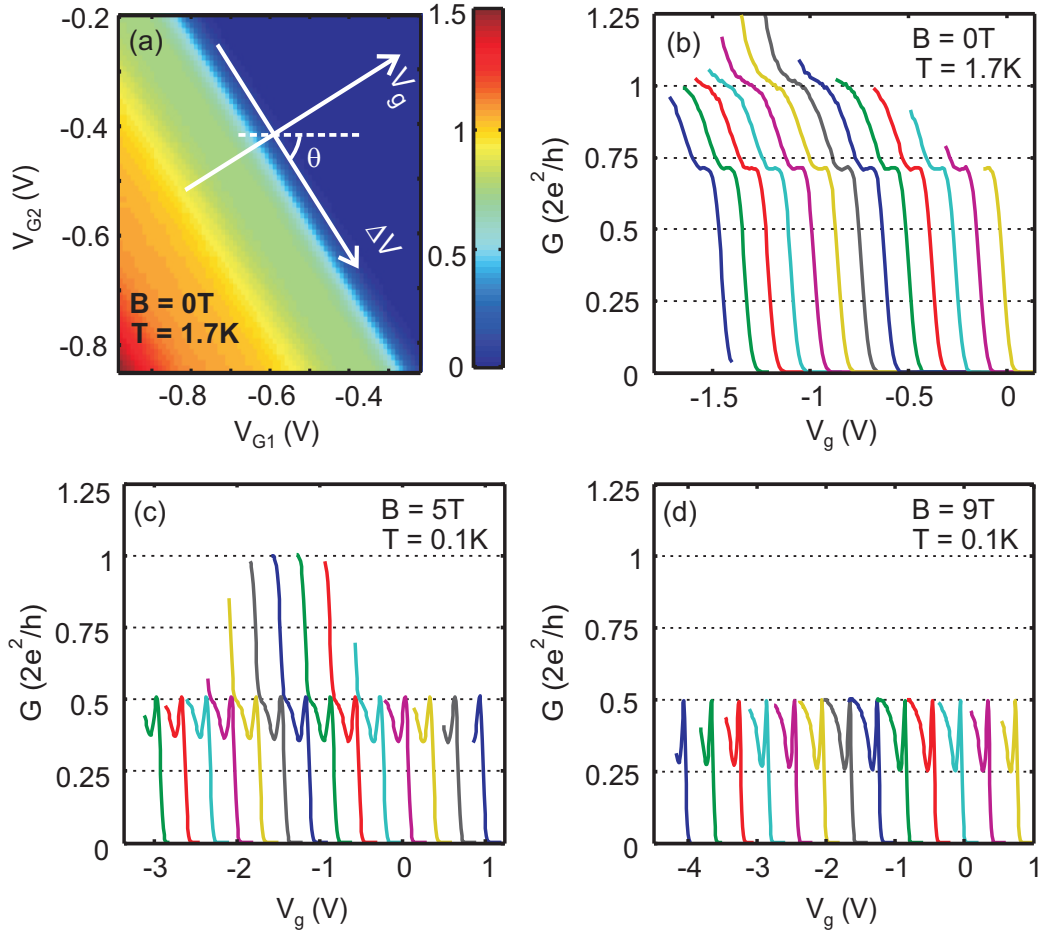 (a)
-0.2
-0.4
-0.6
-0.8
V_G2 (V)
V_g
θ
ΔV
B = 0T
T = 1.7K
-0.8 -0.6 -0.4
V_G1 (V)
1.5
1
0.5
0
(b)
B = 0T
T = 1.7K
1.25
1
0.75
0.5
0.25
0
G (2e²/h)
-1.5 -1 -0.5 0
V_g (V)
(c)
B = 5T
T = 0.1K
1.25
1
0.75
0.5
0.25
0
G (2e²/h)
-3 -2 -1 0 1
V_g (V)
(d)
B = 9T
T = 0.1K
1.25
1
0.75
0.5
0.25
0
G (2e²/h)
-4 -3 -2 -1 0 1
V_g (V)